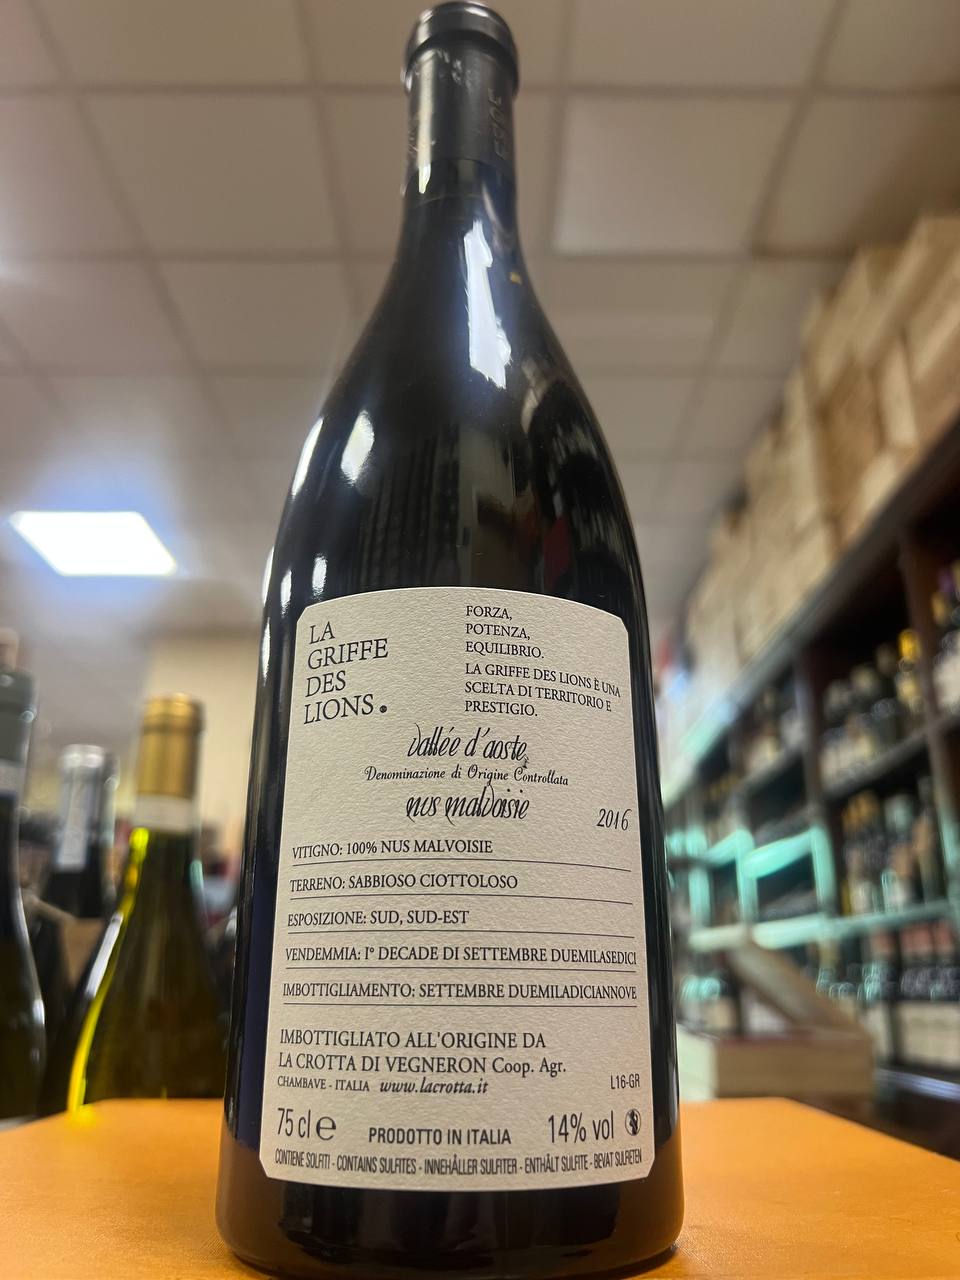 LA
GRIFFE
DES
LIONS.
FORZA,
POTENZA,
EQUILIBRIO.
LA GRIFFE DES LIONS È UNA
SCELTA DI TERRITORIO E
PRESTIGIO.
Vallée d'aoste
Denominazione di Origine Controllata
nus malvoisie
2016
VITIGNO: 100% NUS MALVOISIE
TERRENO: SABBIOSO CIOTTOLOSO
ESPOSIZIONE: SUD, SUD-EST
VENDEMMIA: I° DECADE DI SETTEMBRE DUEMILASEDICI
IMBOTTIGLIAMENTO: SETTEMBRE DUEMILADICIANNOVE
IMBOTTIGLIATO ALL'ORIGINE DA
LA CROTTA DI VEGNERON Coop. Agr.
CHAMBAVE - ITALIA www.lacrotta.it
L16-GR
75 cl e PRODOTTO IN ITALIA 14% vol
CONTIENE SOLFITI - CONTAINS SULFITES - INNEHÅLLER SULFITER - ENTHÄLT SULFITE - BEVAT SULFIETEN